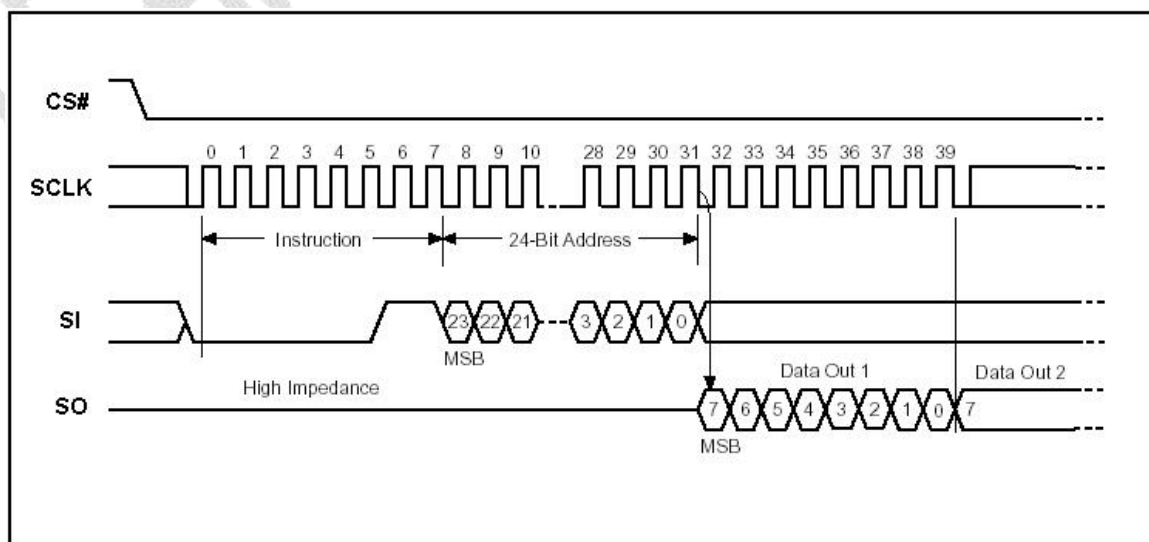 CS#
0 1 2 3 4 5 6 7 8 9 10 28 29 30 31 32 33 34 35 36 37 38 39
SCLK
Instruction 24-Bit Address
SI
23 22 21 3 2 1 0
MSB
High Impedance
Data Out 1 Data Out 2
SO
7 6 5 4 3 2 1 0 7
MSB